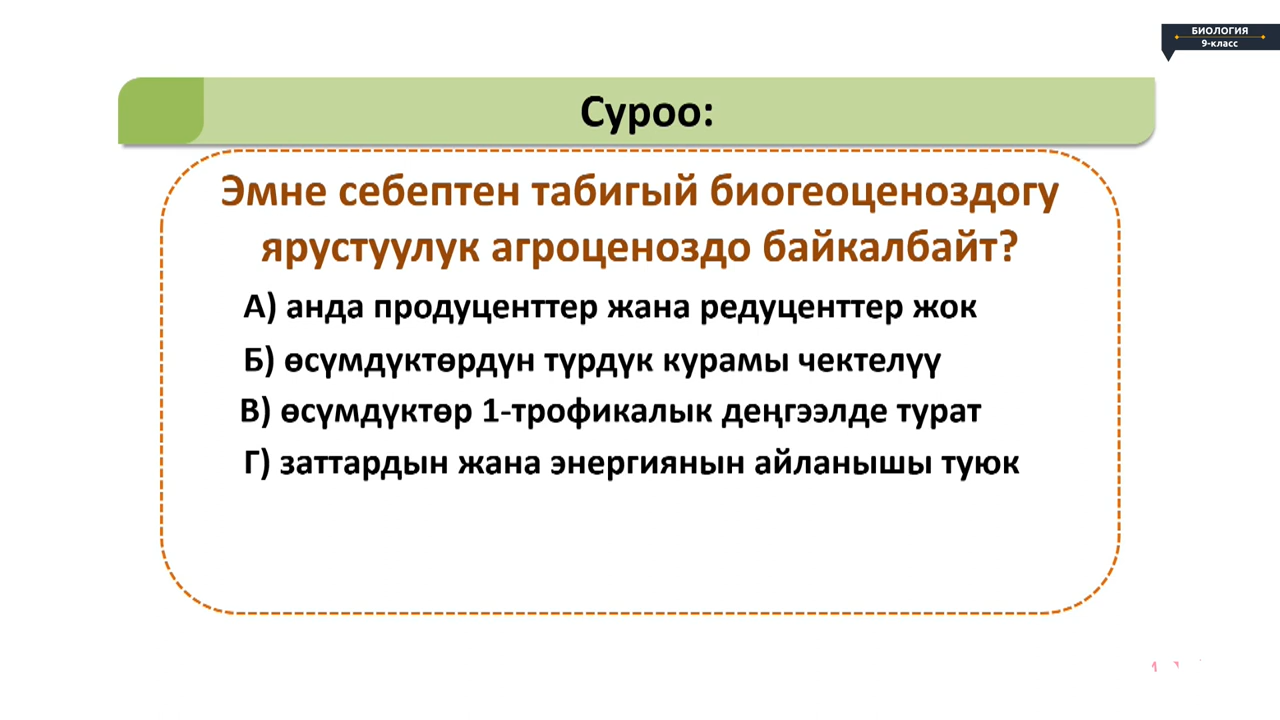 БИОЛОГИЯ
9-класс
Суроо:
Эмне себептен табигый биогеоценоздогу
ярустуулук агроценоздо байкалбайт?
А) анда продуценттер жана редуценттер жок
Б) өсүмдүктөрдүн түрдүк курамы чектелүү
В) өсүмдүктөр 1-трофикалык деңгээлде турат
Г) заттардын жана энергиянын айланышы туюк